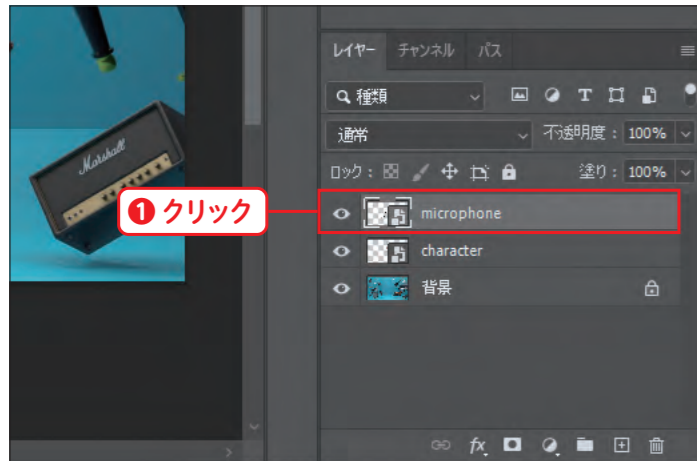 レイヤー チャンネル パス
種類
通常 不透明度： 100%
ロック： 塗り： 100%
Marshall
❶ クリック
microphone
character
背景
fx